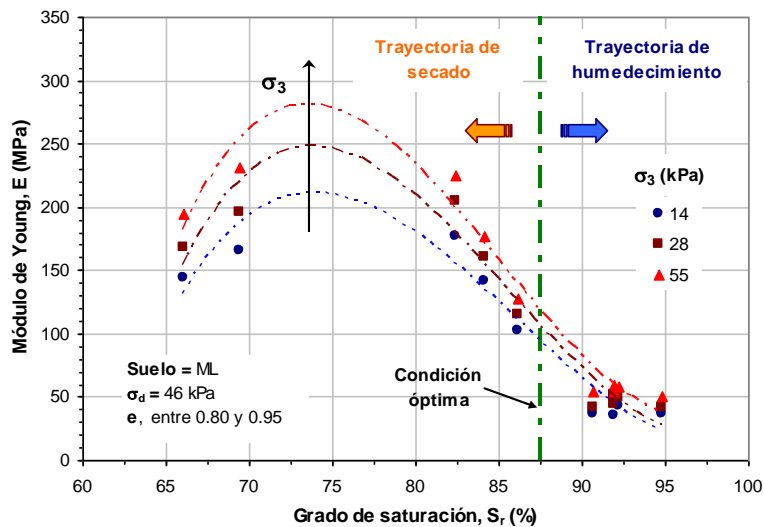 350
300
250
200
150
100
50
0
Módulo de Young, E (MPa)
Trayectoria de
secado
Trayectoria de
humedecimiento
σ3
σ3 (kPa)
14
28
55
Suelo = ML
σd = 46 kPa
e, entre 0.80 y 0.95
Condición
óptima
60 65 70 75 80 85 90 95 100
Grado de saturación, Sr (%)